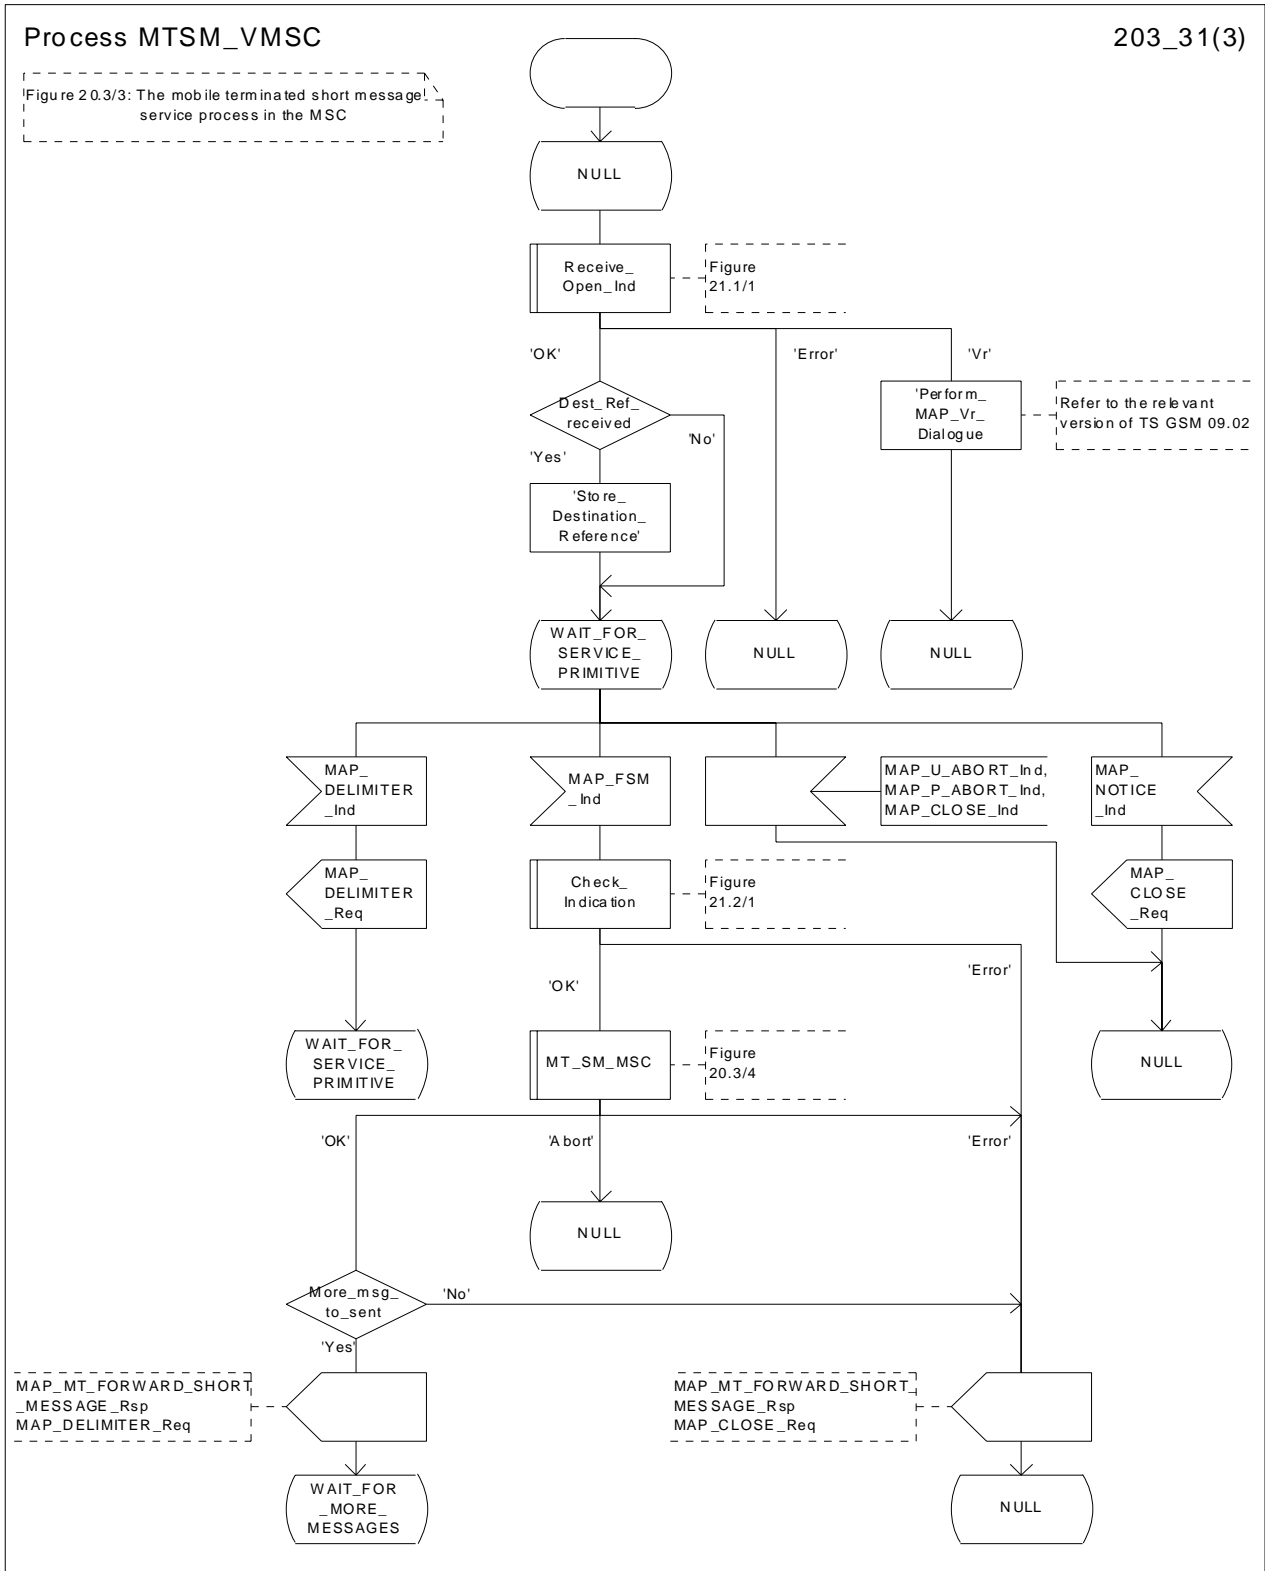 Process MTSM_VMSC
203_31(3)
Figure 20.3/3: The mobile terminated short message
service process in the MSC
NULL
Receive_
Open_Ind
Figure
21.1/1
'OK'
'Error'
'Vr'
Dest_Ref_
received
'No'
'Yes'
'Perform_
MAP_Vr_
Dialogue
Refer to the relevant
version of TS GSM 09.02
'Store_
Destination_
Reference'
WAIT_FOR_
SERVICE_
PRIMITIVE
NULL
NULL
MAP_
DELIMITER
_Ind
MAP_FSM
_Ind
MAP_U_ABORT_Ind,
MAP_P_ABORT_Ind,
MAP_CLOSE_Ind
MAP_
NOTICE
_Ind
MAP_
DELIMITER
_Req
Check_
Indication
Figure
21.2/1
MAP_
CLOSE
_Req
'OK'
'Error'
WAIT_FOR_
SERVICE_
PRIMITIVE
MT_SM_MSC
Figure
20.3/4
NULL
'OK'
'Abort'
'Error'
NULL
More_msg_
to_sent
'No'
'Yes'
MAP_MT_FORWARD_SHORT
_MESSAGE_Rsp
MAP_DELIMITER_Req
MAP_MT_FORWARD_SHORT_
MESSAGE_Rsp
MAP_CLOSE_Req
WAIT_FOR
_MORE_
MESSAGES
NULL